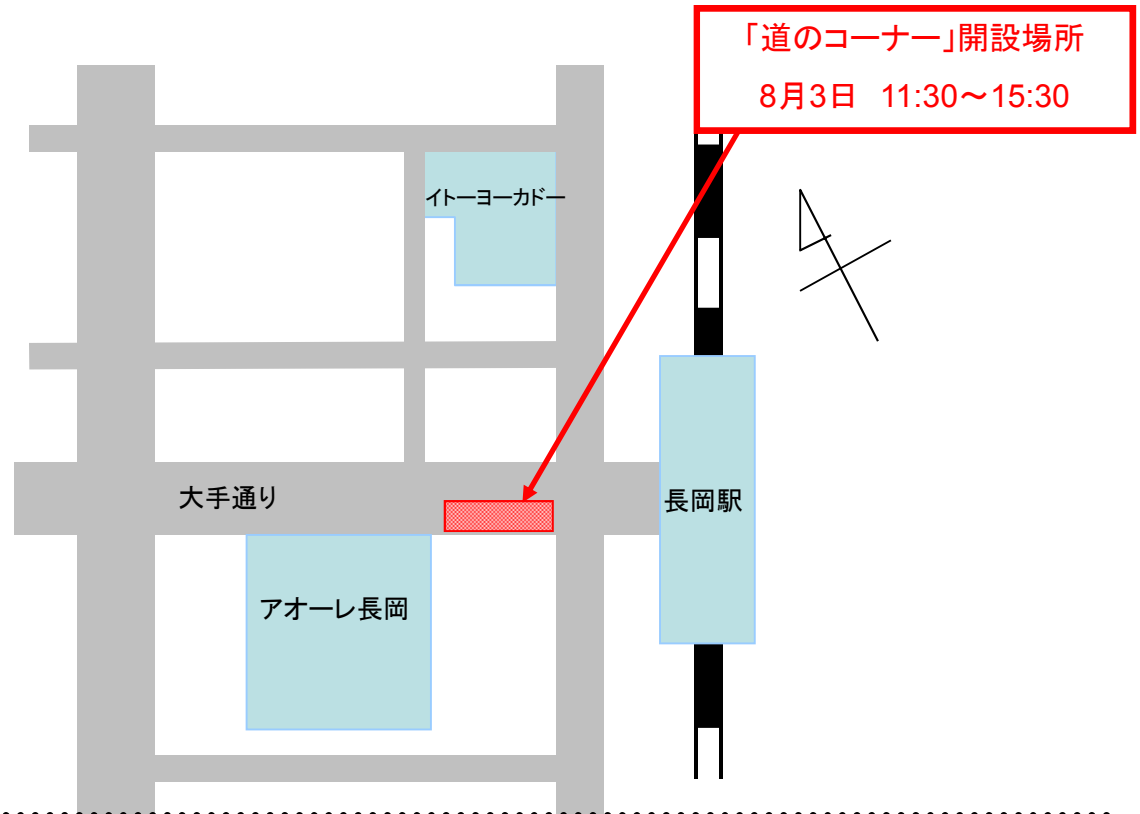 「道のコーナー」開設場所
8月3日 11:30～15:30
イトーヨーカドー
大手通り
長岡駅
アオーレ長岡